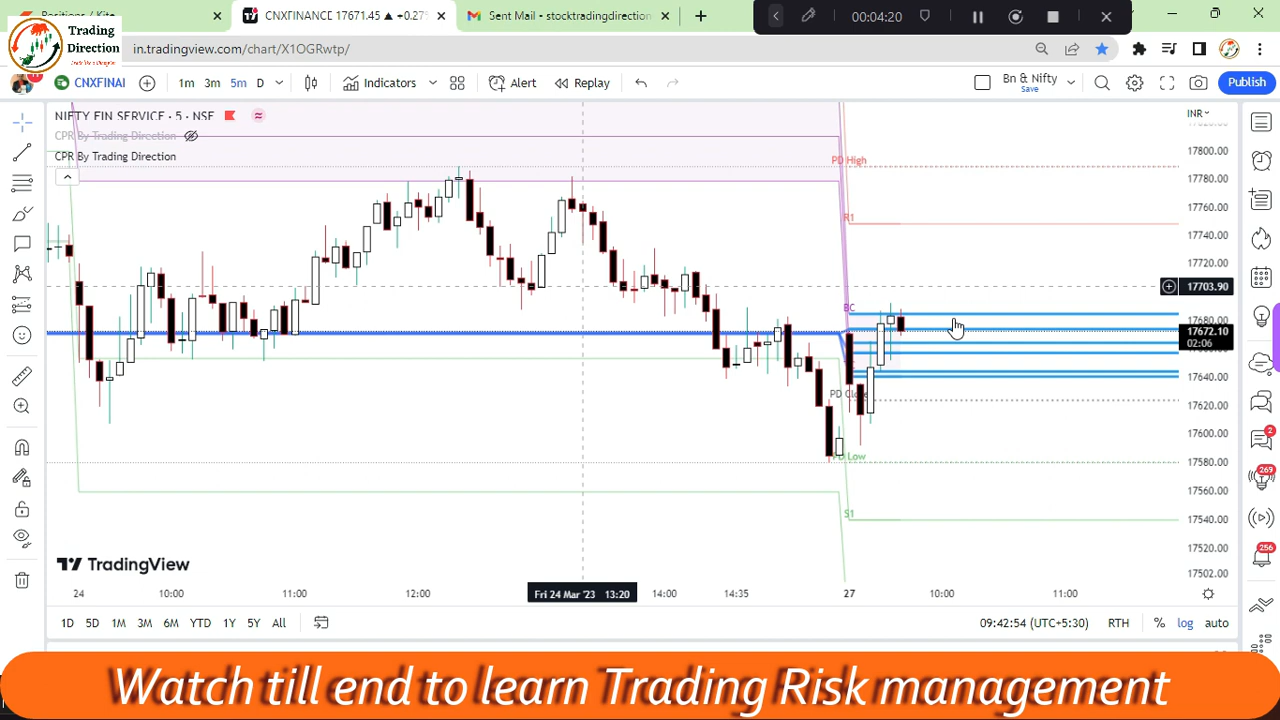 Trading
Direction
CNXFINANCE 17671.45 ▲ +0.27%
Sent Mail - stocktradingdirection
00:04:20
in.tradingview.com/chart/X1OGRwtp/
CNXFINAI
1m 3m 5m D
Indicators
Alert
Replay
Bn & Nifty
Save
Publish
NIFTY FIN SERVICE · 5 · NSE
CPR By Trading Direction
CPR By Trading Direction
INR
PD High
R1
BC
PD Close
PD Low
S1
17800.00
17780.00
17760.00
17740.00
17720.00
17703.90
17680.00
17672.10
02:06
17640.00
17620.00
17600.00
17580.00
17560.00
17540.00
17520.00
17502.00
2
269
256
TradingView
24 10:00 11:00 12:00 Fri 24 Mar '23 13:20 14:00 14:35 27 10:00 11:00
1D 5D 1M 3M 6M YTD 1Y 5Y All
09:42:54 (UTC+5:30) RTH % log auto
Watch till end to learn Trading Risk management